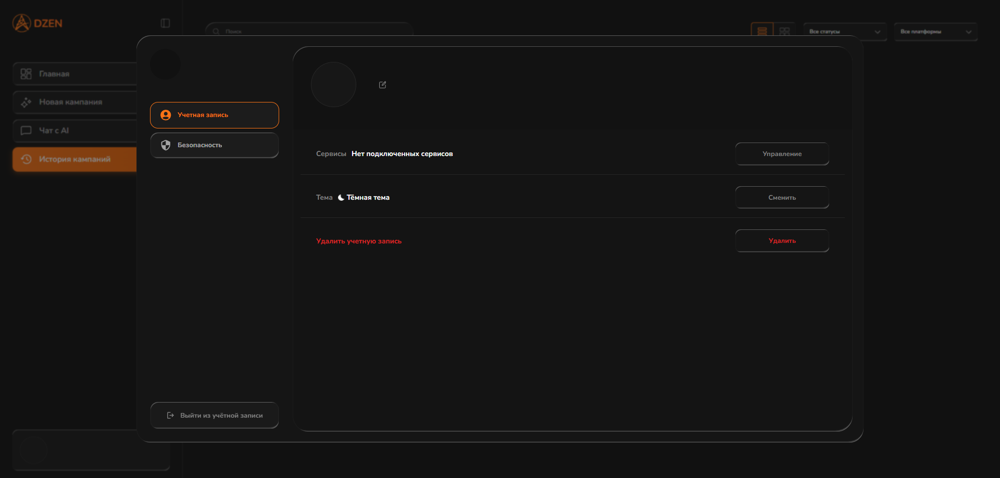 DZEN
Поиск
Все статусы
Все платформы
Главная
Новая кампания
Чат с AI
История кампаний
Учетная запись
Безопасность
Выйти из учётной записи
Сервисы Нет подключенных сервисов
Управление
Тема Тёмная тема
Сменить
Удалить учетную запись
Удалить